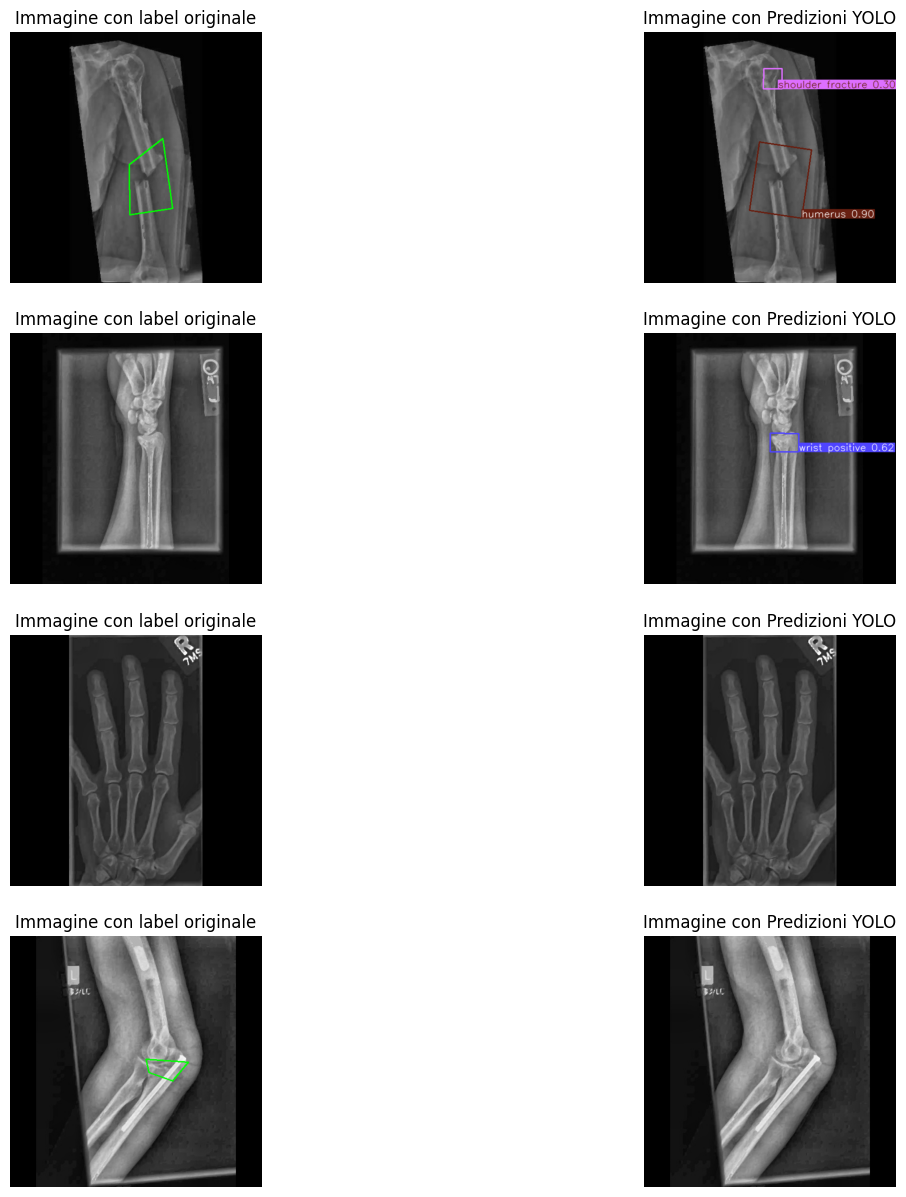 Immagine con label originale
Immagine con Predizioni YOLO
shoulder fracture 0.30
humerus 0.90
Immagine con label originale
Immagine con Predizioni YOLO
wrist positive 0.62
Immagine con label originale
Immagine con Predizioni YOLO
R
7MS
R
7MS
Immagine con label originale
Immagine con Predizioni YOLO
L
L